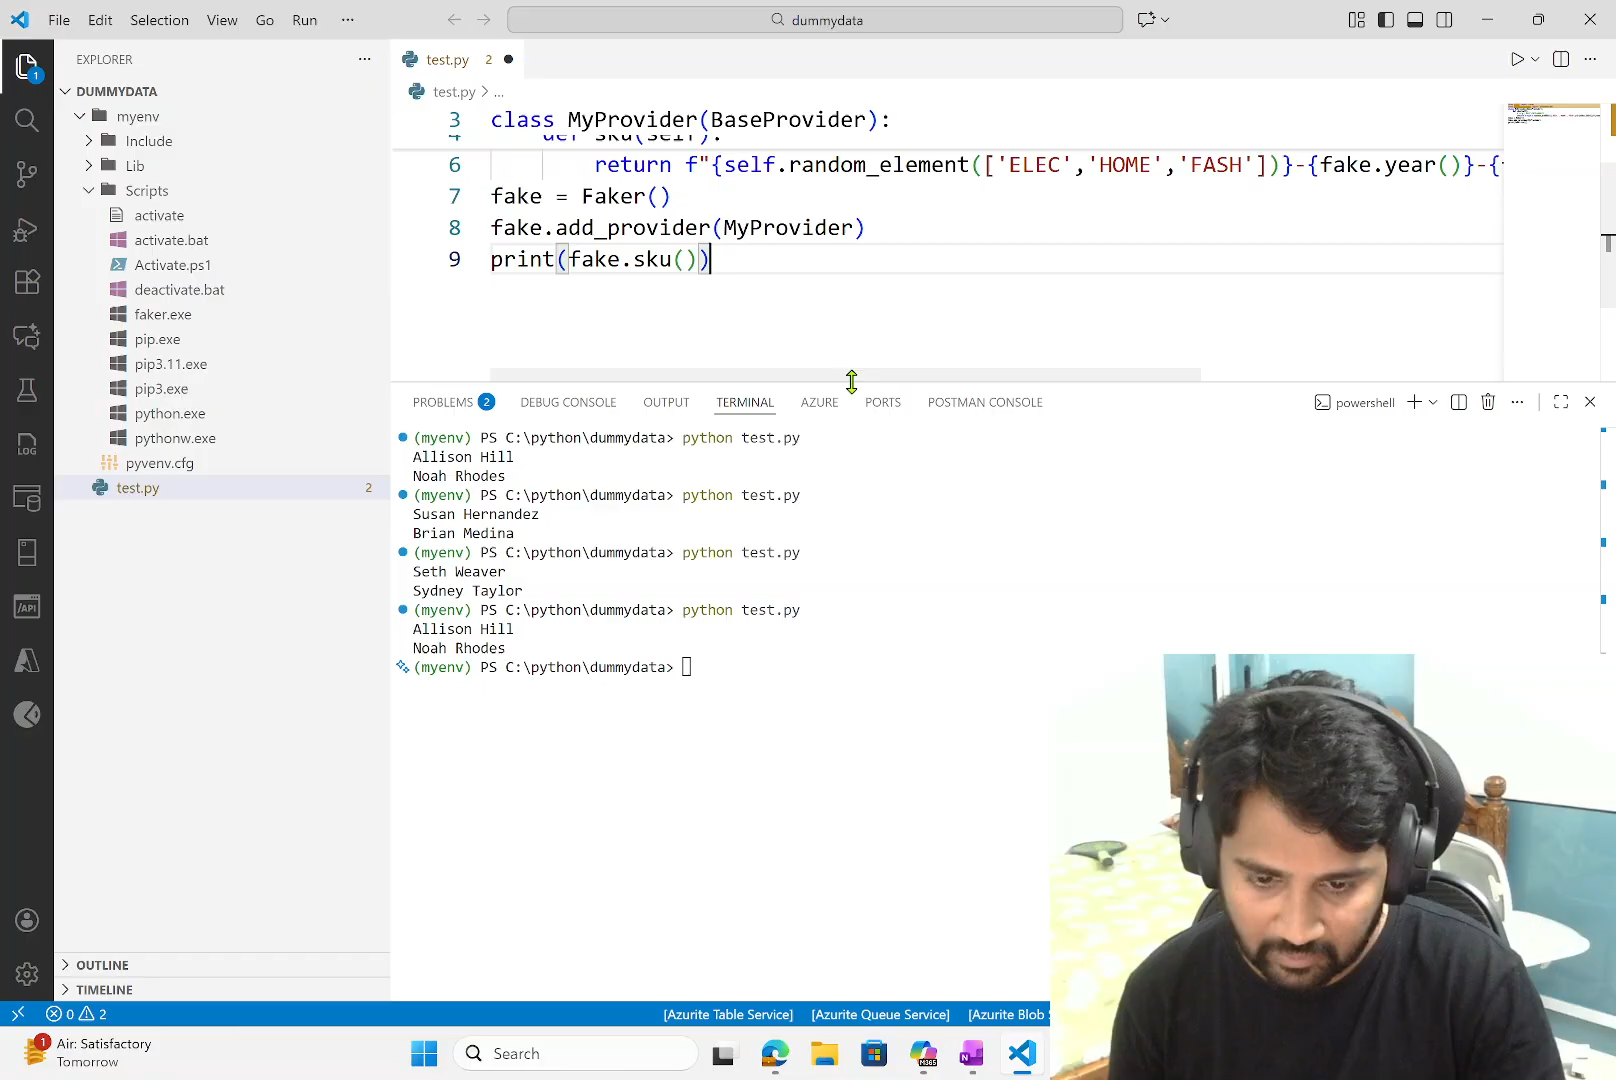 File Edit Selection View Go Run ···
dummydata
EXPLORER ···
1
DUMMYDATA
myenv
Include
Lib
Scripts
activate
activate.bat
Activate.ps1
deactivate.bat
faker.exe
pip.exe
pip3.11.exe
pip3.exe
python.exe
pythonw.exe
pyvenv.cfg
test.py 2
OUTLINE
TIMELINE
LOG
/API
test.py 2
test.py > ...
3 class MyProvider(BaseProvider):
4 def sku(self):
6 return f"{self.random_element(['ELEC','HOME','FASH'])}-{fake.year()}-{
7 fake = Faker()
8 fake.add_provider(MyProvider)
9 print(fake.sku())
PROBLEMS 2 DEBUG CONSOLE OUTPUT TERMINAL AZURE PORTS POSTMAN CONSOLE
powershell
(myenv) PS C:\python\dummydata> python test.py
Allison Hill
Noah Rhodes
(myenv) PS C:\python\dummydata> python test.py
Susan Hernandez
Brian Medina
(myenv) PS C:\python\dummydata> python test.py
Seth Weaver
Sydney Taylor
(myenv) PS C:\python\dummydata> python test.py
Allison Hill
Noah Rhodes
(myenv) PS C:\python\dummydata>
0 2 [Azurite Table Service] [Azurite Queue Service] [Azurite Blob
1 Air: Satisfactory
Tomorrow
Search
M365
N